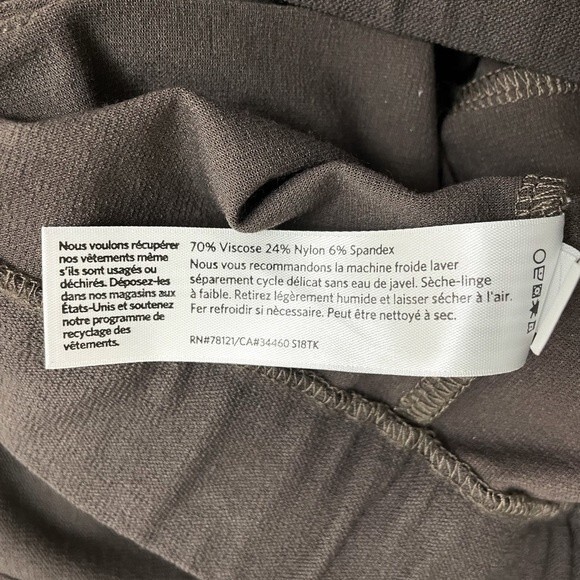 Nous voulons récupérer
nos vêtements même
s'ils sont usagés ou
déchirés. Déposez-les
dans nos magasins aux
États-Unis et soutenez
notre programme de
recyclage des
vêtements.
70% Viscose 24% Nylon 6% Spandex
Nous vous recommandons la machine froide laver
séparement cycle délicat sans eau de javel. Sèche-linge
à faible. Retirez légèrement humide et laisser sécher à l'air.
Fer refroidir si nècessaire. Peut être nettoyé à sec.
RN#78121/CA#34460 S18TK